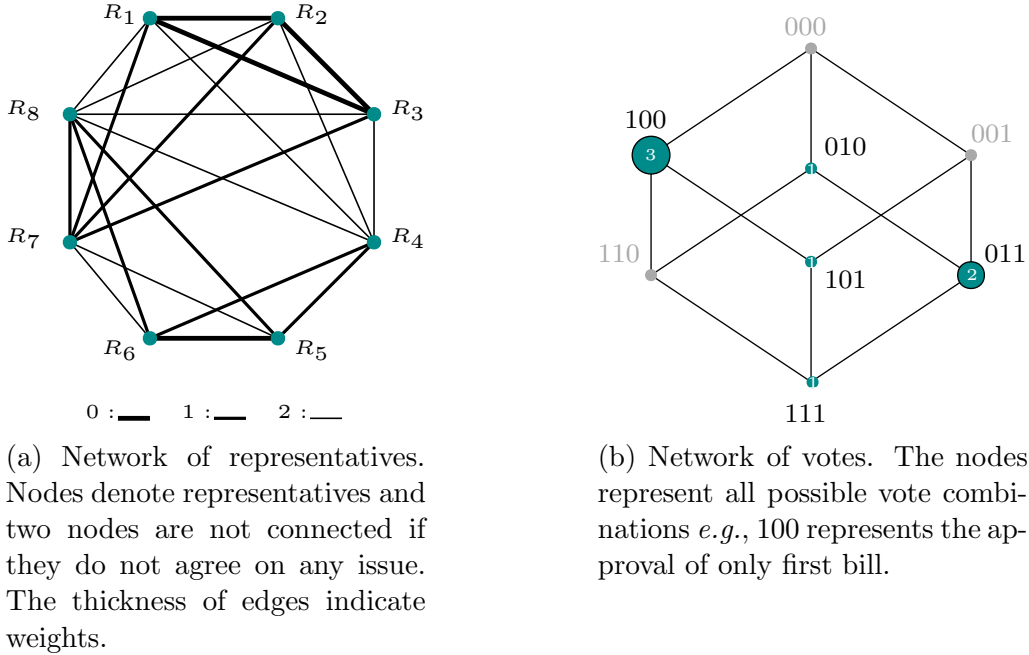 R1
R2
R3
R4
R5
R6
R7
R8
0 :
1 :
2 :
(a) Network of representatives.
Nodes denote representatives and
two nodes are not connected if
they do not agree on any issue.
The thickness of edges indicate
weights.
000
100
3
010
1
001
110
1
101
011
2
1
111
(b) Network of votes. The nodes
represent all possible vote combi-
nations e.g., 100 represents the ap-
proval of only first bill.